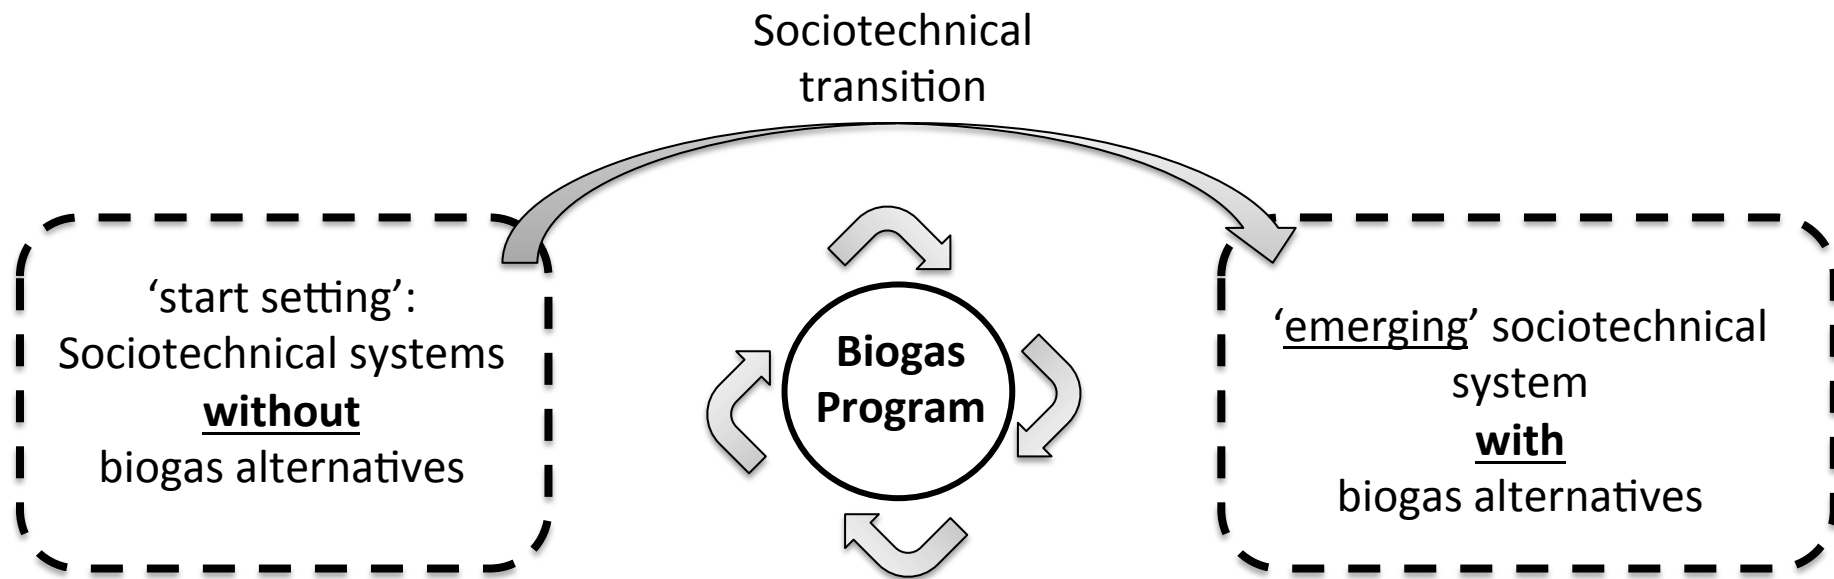 Sociotechnical
transition
‘start setting’:
Sociotechnical systems
without
biogas alternatives
Biogas
Program
‘emerging’ sociotechnical
system
with
biogas alternatives